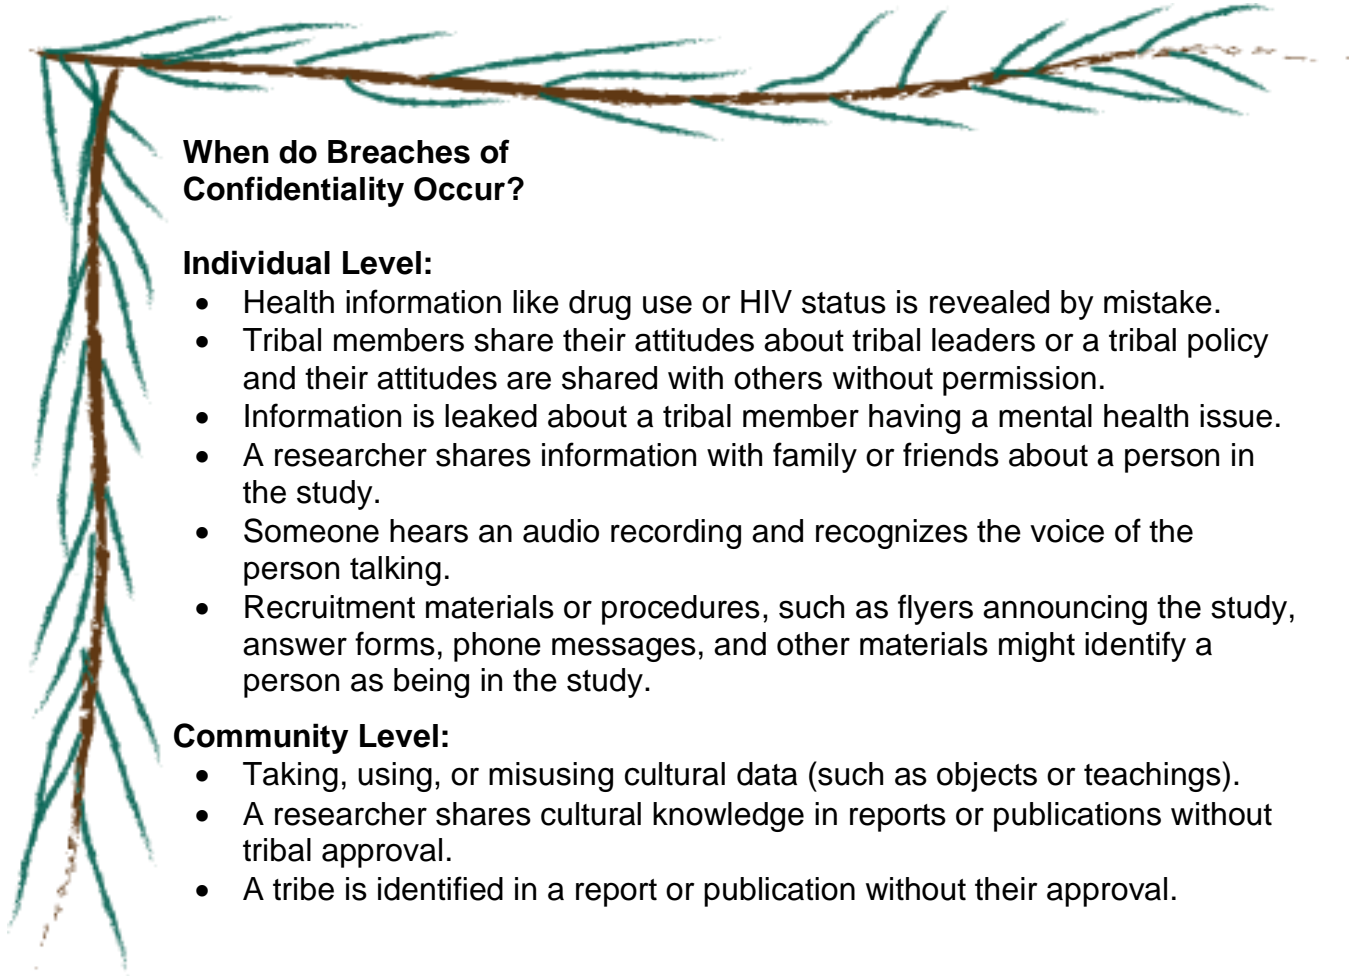 When do Breaches of
Confidentiality Occur?
Individual Level:
• Health information like drug use or HIV status is revealed by mistake.
• Tribal members share their attitudes about tribal leaders or a tribal policy
and their attitudes are shared with others without permission.
• Information is leaked about a tribal member having a mental health issue.
• A researcher shares information with family or friends about a person in
the study.
• Someone hears an audio recording and recognizes the voice of the
person talking.
• Recruitment materials or procedures, such as flyers announcing the study,
answer forms, phone messages, and other materials might identify a
person as being in the study.
Community Level:
• Taking, using, or misusing cultural data (such as objects or teachings).
• A researcher shares cultural knowledge in reports or publications without
tribal approval.
• A tribe is identified in a report or publication without their approval.